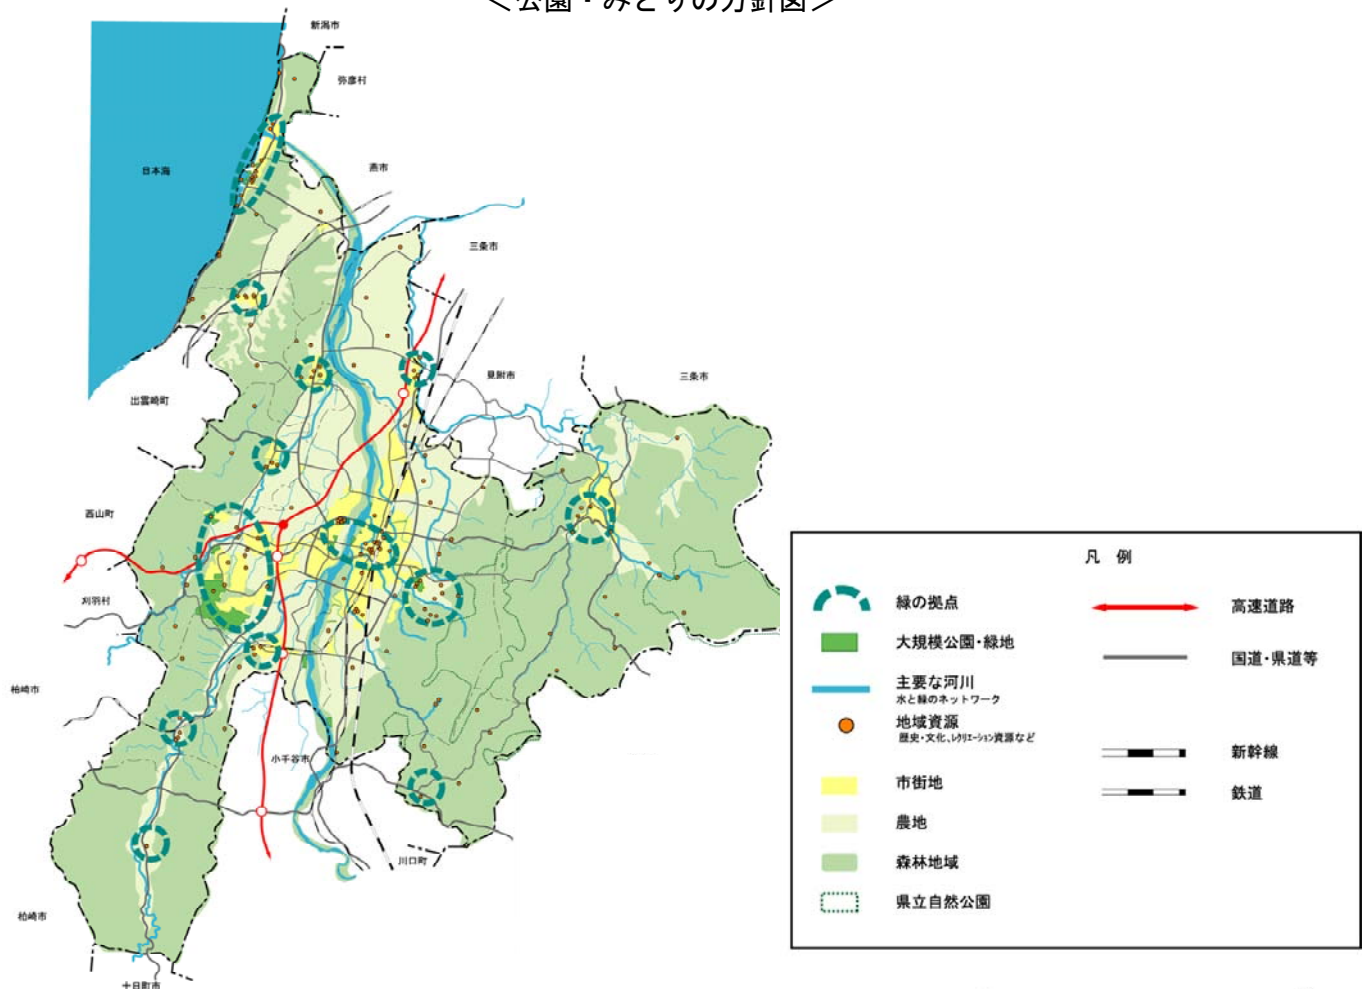 ＜公園・みどりの方針図＞
新潟市
弥彦村
日本海
燕市
三条市
見附市
三条市
出雲崎町
西山町
刈羽村
柏崎市
小千谷市
川口町
柏崎市
十日町市
凡 例
緑の拠点
大規模公園・緑地
主要な河川
水と緑のネットワーク
地域資源
歴史・文化、レクリエーション資源など
市街地
農地
森林地域
県立自然公園
高速道路
国道・県道等
新幹線
鉄道